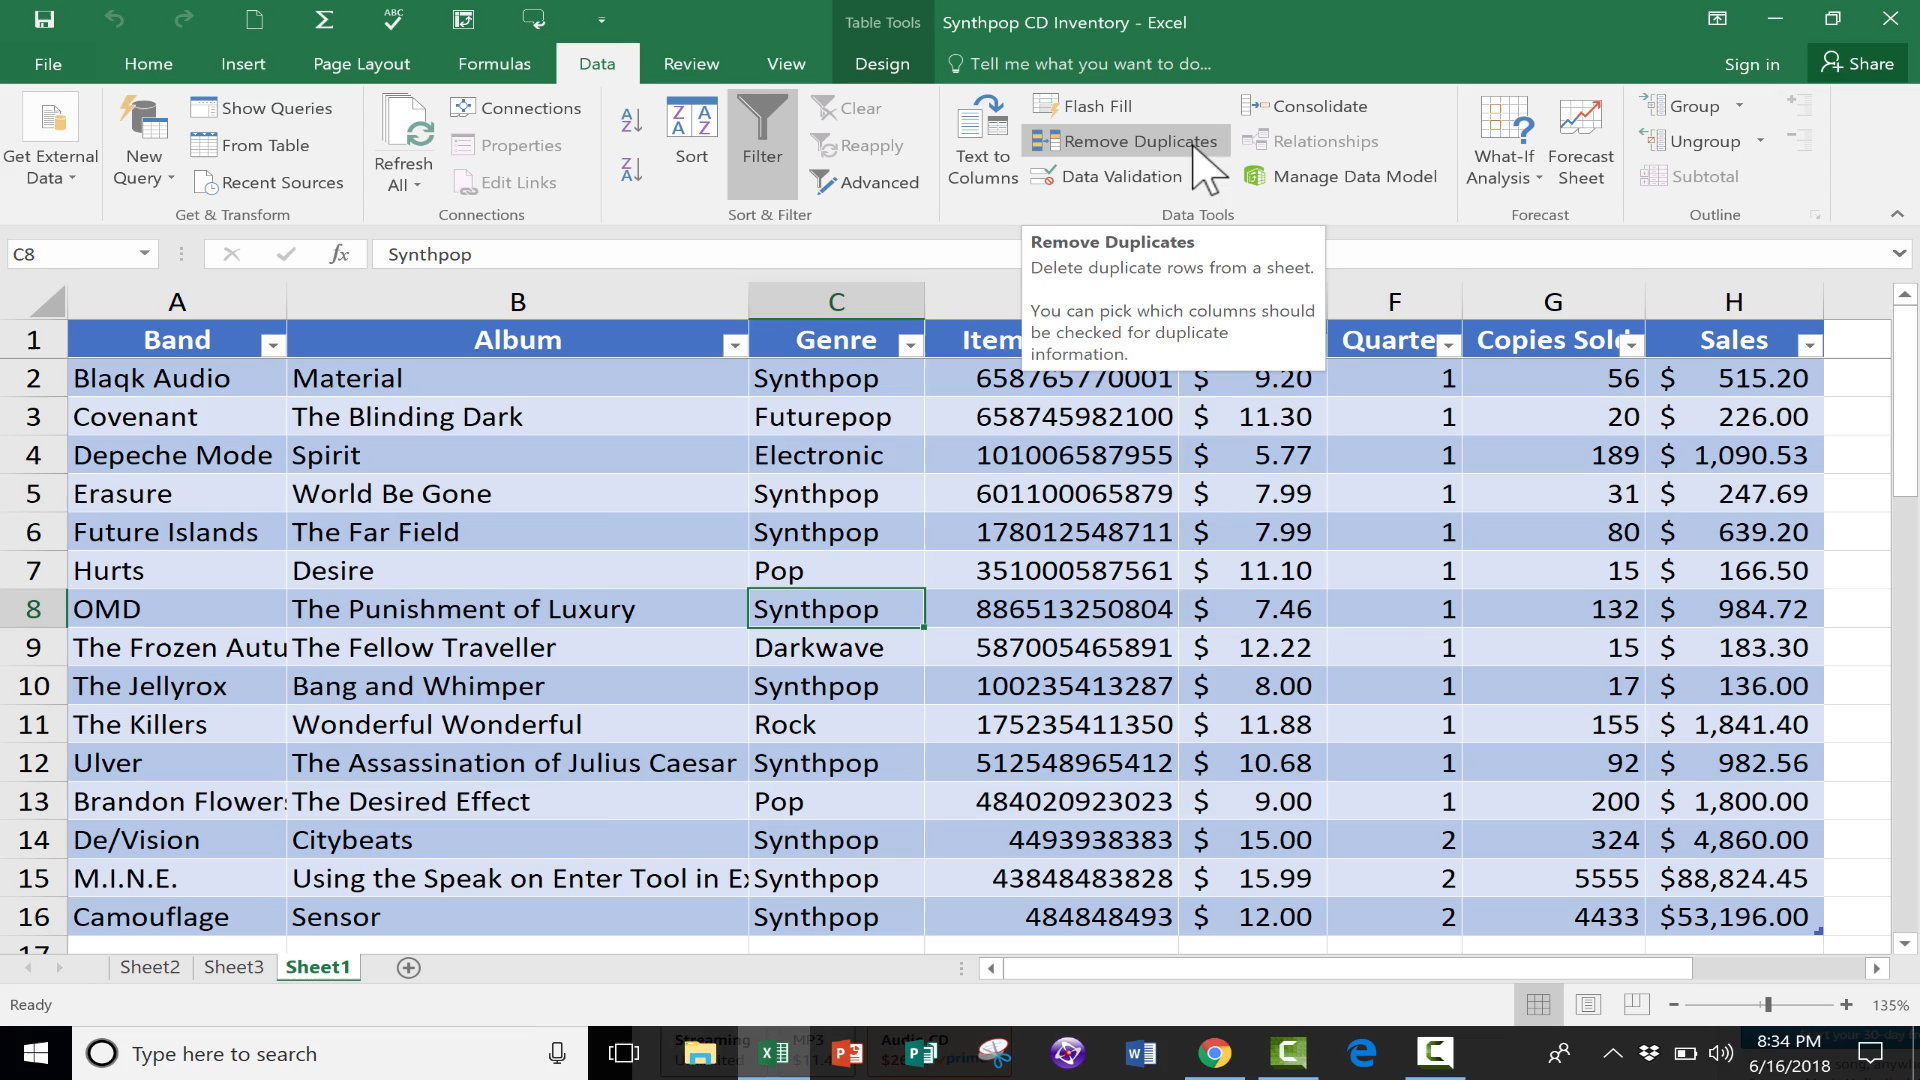 Table Tools
Synthpop CD Inventory - Excel
File Home Insert Page Layout Formulas Data Review View Design Tell me what you want to do... Sign in Share
Get External Data
New Query
Show Queries
From Table
Recent Sources
Get & Transform
Refresh All
Connections
Properties
Edit Links
Connections
Sort
Filter
Clear
Reapply
Advanced
Sort & Filter
Text to Columns
Flash Fill
Remove Duplicates
Data Validation
Consolidate
Relationships
Manage Data Model
Data Tools
What-If Analysis
Forecast Sheet
Forecast
Group
Ungroup
Subtotal
Outline
C8 fx Synthpop
Remove Duplicates
Delete duplicate rows from a sheet.
You can pick which columns should
be checked for duplicate
information.
A B C F G H
1 Band Album Genre Item Quarte Copies Sol Sales
2 Blaqk Audio Material Synthpop 658765770001 $ 9.20 1 56 $ 515.20
3 Covenant The Blinding Dark Futurepop 658745982100 $ 11.30 1 20 $ 226.00
4 Depeche Mode Spirit Electronic 101006587955 $ 5.77 1 189 $ 1,090.53
5 Erasure World Be Gone Synthpop 601100065879 $ 7.99 1 31 $ 247.69
6 Future Islands The Far Field Synthpop 178012548711 $ 7.99 1 80 $ 639.20
7 Hurts Desire Pop 351000587561 $ 11.10 1 15 $ 166.50
8 OMD The Punishment of Luxury Synthpop 886513250804 $ 7.46 1 132 $ 984.72
9 The Frozen Autu The Fellow Traveller Darkwave 587005465891 $ 12.22 1 15 $ 183.30
10 The Jellyrox Bang and Whimper Synthpop 100235413287 $ 8.00 1 17 $ 136.00
11 The Killers Wonderful Wonderful Rock 175235411350 $ 11.88 1 155 $ 1,841.40
12 Ulver The Assassination of Julius Caesar Synthpop 512548965412 $ 10.68 1 92 $ 982.56
13 Brandon Flower The Desired Effect Pop 484020923023 $ 9.00 1 200 $ 1,800.00
14 De/Vision Citybeats Synthpop 4493938383 $ 15.00 2 324 $ 4,860.00
15 M.I.N.E. Using the Speak on Enter Tool in Ex Synthpop 43848483828 $ 15.99 2 5555 $88,824.45
16 Camouflage Sensor Synthpop 484848493 $ 12.00 2 4433 $53,196.00
17
Sheet2 Sheet3 Sheet1
Ready 135%
Type here to search
Streaming MP3 Audio CD
8:34 PM
6/16/2018